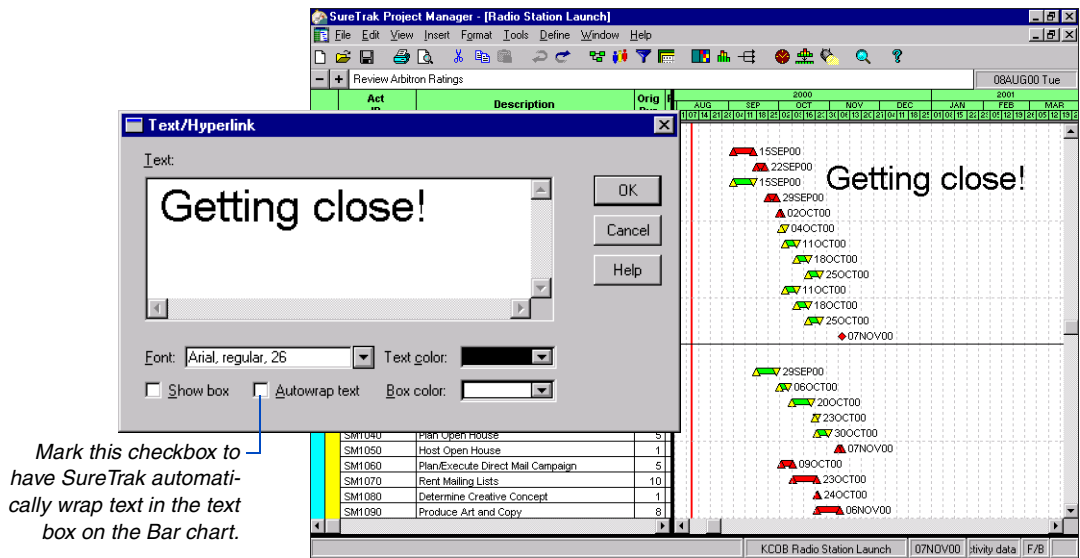 SureTrak Project Manager - [Radio Station Launch]
File Edit View Insert Format Tools Define Window Help
Review Arbitron Ratings
08AUG00 Tue
Act
Description
Orig
2000
2001
AUG SEP OCT NOV DEC JAN FEB MAR
Text/Hyperlink
Text:
Getting close!
OK
Cancel
Help
Font: Arial, regular, 26
Text color:
Show box
Autowrap text
Box color:
Mark this checkbox to
have SureTrak automati-
cally wrap text in the text
box on the Bar chart.
15SEP00
22SEP00
15SEP00
Getting close!
29SEP00
02OCT00
04OCT00
11OCT00
18OCT00
25OCT00
11OCT00
18OCT00
25OCT00
07NOV00
29SEP00
06OCT00
20OCT00
23OCT00
30OCT00
SM1040 Plan Open House 5
SM1050 Host Open House 1 07NOV00
SM1060 Plan/Execute Direct Mail Campaign 5 09OCT00
SM1070 Rent Mailing Lists 10 23OCT00
SM1080 Determine Creative Concept 1 24OCT00
SM1090 Produce Art and Copy 8 06NOV00
KCOB Radio Station Launch 07NOV00 tivity data F/B